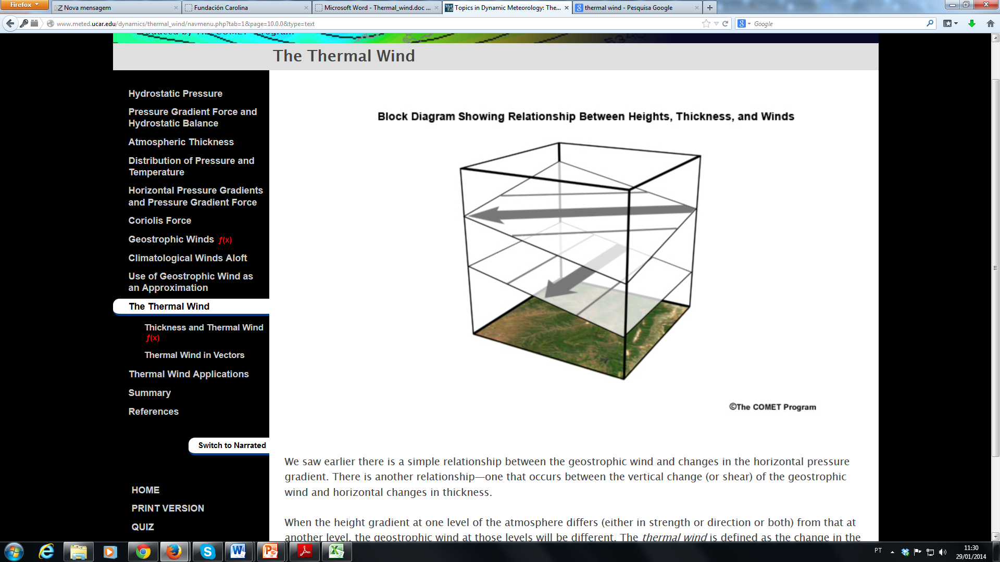 Firefox
Nova mensagem
Fundación Carolina
Microsoft Word - Thermal_wind.doc ...
Topics in Dynamic Meteorology: The...
thermal wind - Pesquisa Google
www.meted.ucar.edu/dynamics/thermal_wind/navmenu.php?tab=1&page=10.0.0&type=text
Google
Produced by The COMET Program
The Thermal Wind
Hydrostatic Pressure
Pressure Gradient Force and
Hydrostatic Balance
Atmospheric Thickness
Distribution of Pressure and
Temperature
Horizontal Pressure Gradients
and Pressure Gradient Force
Coriolis Force
Geostrophic Winds ƒ(x)
Climatological Winds Aloft
Use of Geostrophic Wind as
an Approximation
The Thermal Wind
Thickness and Thermal Wind
ƒ(x)
Thermal Wind in Vectors
Thermal Wind Applications
Summary
References
Switch to Narrated
HOME
PRINT VERSION
QUIZ
Block Diagram Showing Relationship Between Heights, Thickness, and Winds
©The COMET Program
We saw earlier there is a simple relationship between the geostrophic wind and changes in the horizontal pressure
gradient. There is another relationship—one that occurs between the vertical change (or shear) of the geostrophic
wind and horizontal changes in thickness.
When the height gradient at one level of the atmosphere differs (either in strength or direction or both) from that at
another level, the geostrophic wind at those levels will be different. The thermal wind is defined as the change in the
PT
11:30
29/01/2014